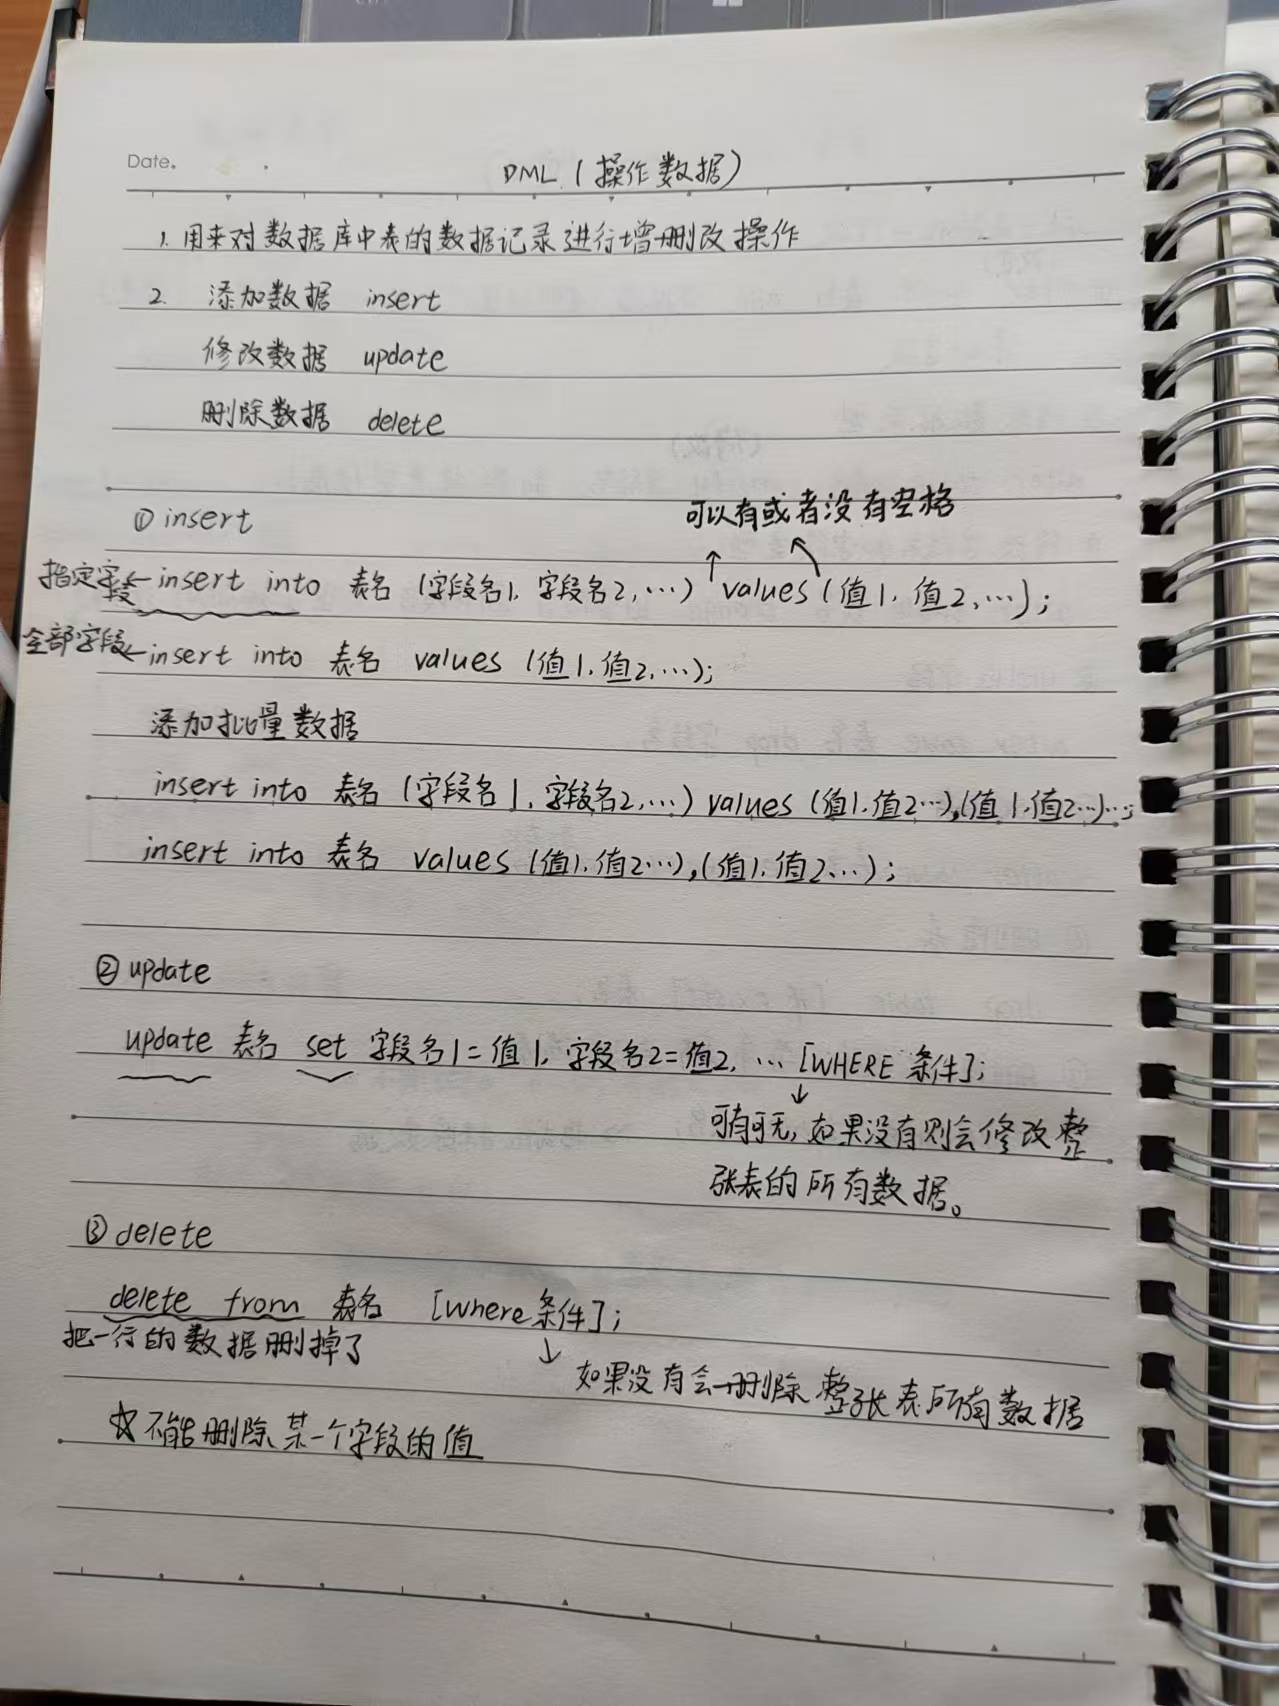 Date.
DML (操作数据)
1. 用来对数据库中表的数据记录进行增删改操作
2. 添加数据 insert
修改数据 update
删除数据 delete
① insert
可以有或者没有空格
指定字段 ← insert into 表名 (字段名1, 字段名2,...) values (值1, 值2,...);
全部字段 ← insert into 表名 values (值1, 值2,...);
添加批量数据
insert into 表名 (字段名1, 字段名2,...) values (值1, 值2...),(值1, 值2...)...;
insert into 表名 values (值1, 值2...),(值1, 值2...);
② update
update 表名 set 字段名1=值1, 字段名2=值2, ... [WHERE 条件];
↓
可有可无, 如果没有则会修改整
张表的所有数据。
③ delete
delete from 表名 [where 条件];
把一行的数据删掉了
↓ 如果没有会删除整张表所有数据
☆不能删除某一个字段的值